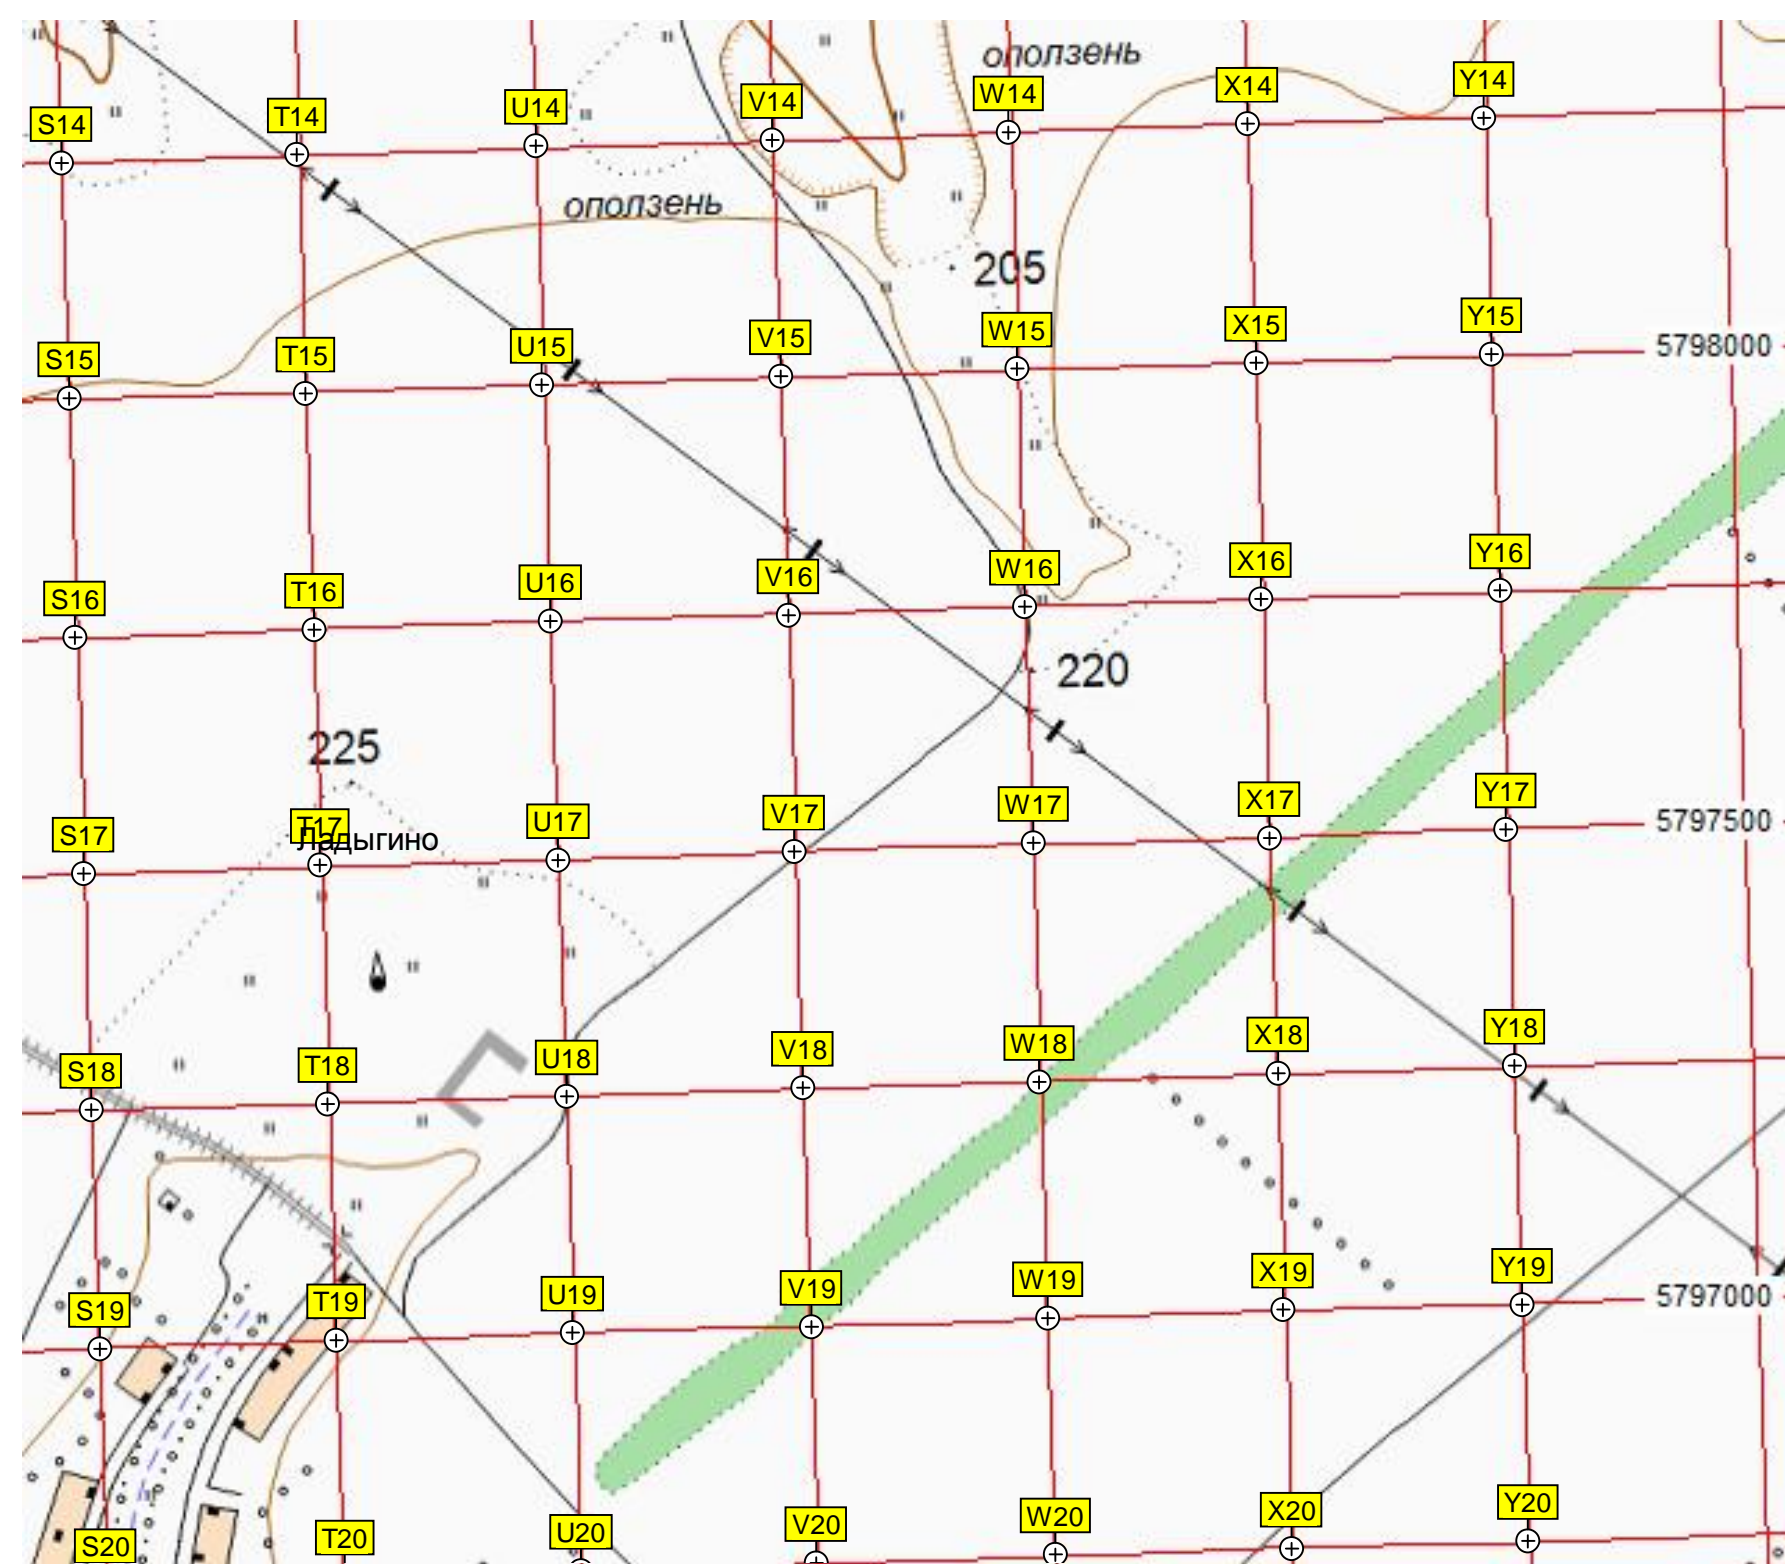 оползень
S14 T14 U14 V14 W14 X14 Y14
оползень
205
S15 T15 U15 V15 W15 X15 Y15
5798000
S16 T16 U16 V16 W16 X16 Y16
220
225
S17 T17 U17 V17 W17 X17 Y17
5797500
Ладыгино
S18 T18 U18 V18 W18 X18 Y18
S19 T19 U19 V19 W19 X19 Y19
5797000
S20 T20 U20 V20 W20 X20 Y20